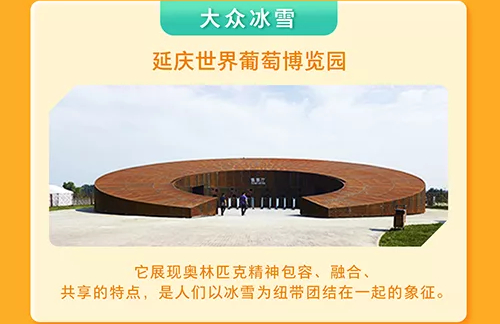 大众冰雪
延庆世界葡萄博览园
它展现奥林匹克精神包容、融合、
共享的特点，是人们以冰雪为纽带团结在一起的象征。